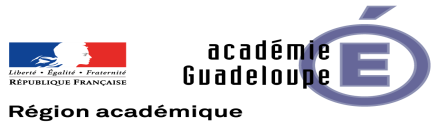 Liberté • Égalité • Fraternité
RÉPUBLIQUE FRANÇAISE
académie
Guadeloupe
É
Région académique